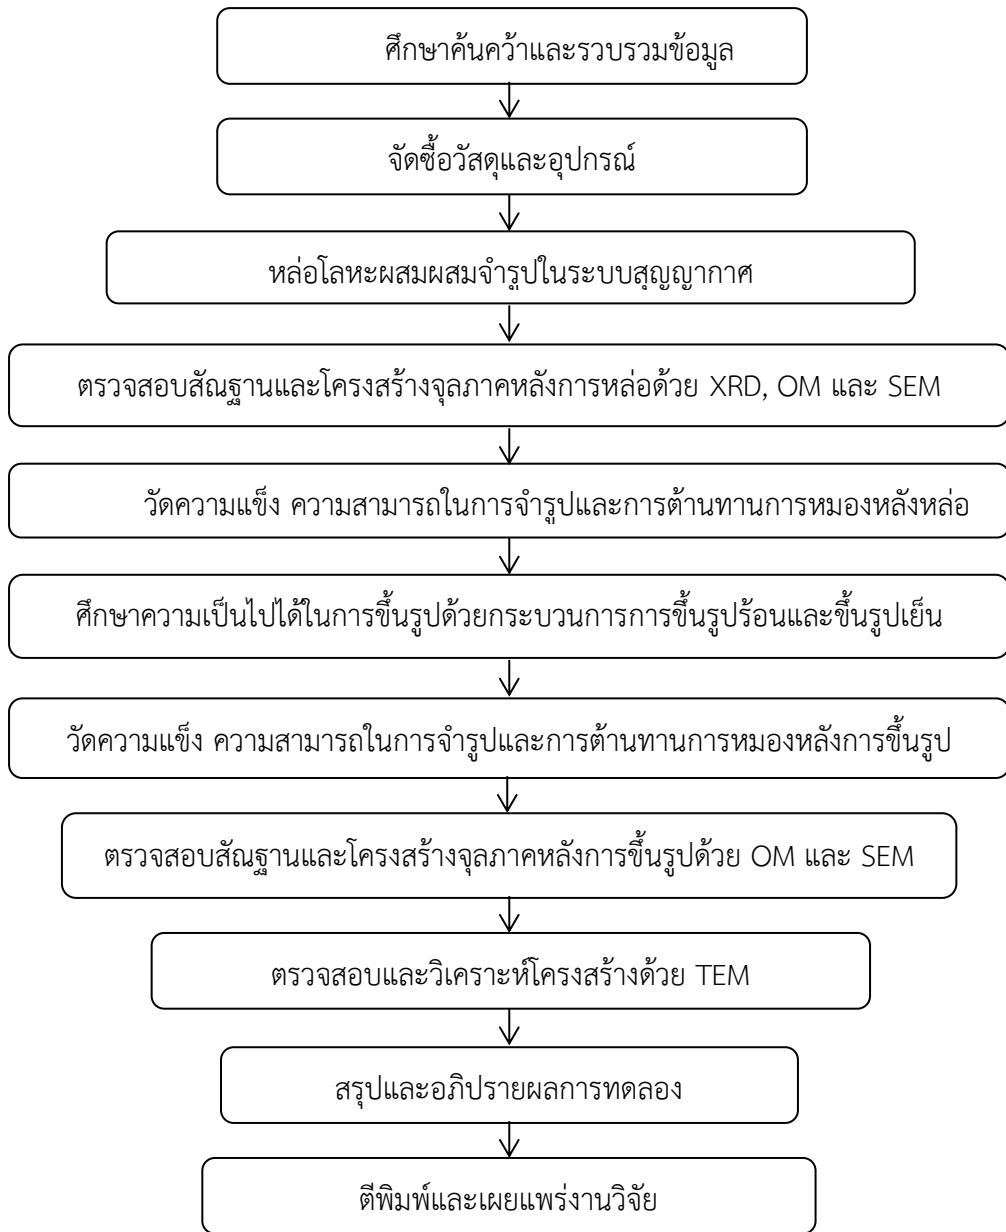 ศึกษาค้นคว้าและรวบรวมข้อมูล
จัดซื้อวัสดุและอุปกรณ์
หล่อโลหะผสมผสมจำรูปในระบบสุญญากาศ
ตรวจสอบสัณฐานและโครงสร้างจุลภาคหลังการหล่อด้วย XRD, OM และ SEM
วัดความแข็ง ความสามารถในการจำรูปและการต้านทานการหมองหลังหล่อ
ศึกษาความเป็นไปได้ในการขึ้นรูปด้วยกระบวนการการขึ้นรูปร้อนและขึ้นรูปเย็น
วัดความแข็ง ความสามารถในการจำรูปและการต้านทานการหมองหลังการขึ้นรูป
ตรวจสอบสัณฐานและโครงสร้างจุลภาคหลังการขึ้นรูปด้วย OM และ SEM
ตรวจสอบและวิเคราะห์โครงสร้างด้วย TEM
สรุปและอภิปรายผลการทดลอง
ตีพิมพ์และเผยแพร่งานวิจัย